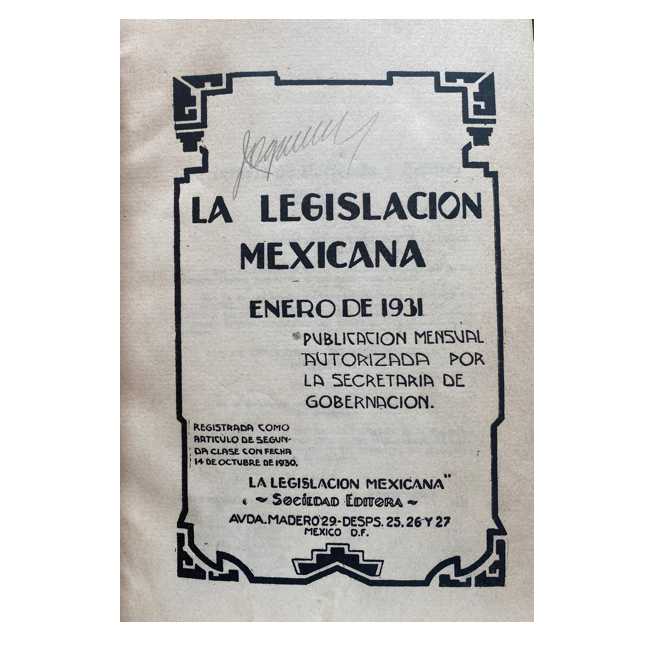 LA LEGISLACION
MEXICANA
ENERO DE 1931
PUBLICACION MENSUAL
AUTORIZADA POR
LA SECRETARIA DE
GOBERNACION.
REGISTRADA COMO
ARTICULO DE SEGUN-
DA CLASE CON FECHA
14 DE OCTUBRE DE 1930.
LA LEGISLACION MEXICANA"
~ SOCIEDAD EDITORA ~
AVDA. MADERO 29-DESPS. 25, 26 Y 27
MEXICO D.F.